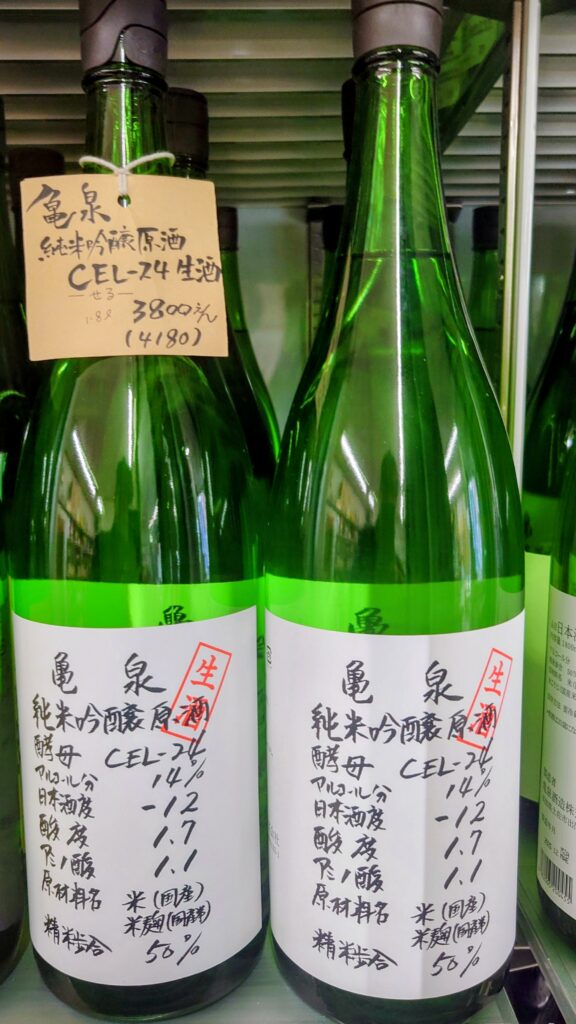 亀泉
純米吟醸原酒
CEL-24 生酒
せる
1.8ℓ 3800えん
(4180)
亀 泉
生酒
純米吟醸原酒
酵母 CEL-24
アルコール分 14%
日本酒度 -12
酸度 1.7
アミノ酸 1.1
原材料名 米(国産)
米麹(国産米)
精米歩合 50%
亀 泉
生酒
純米吟醸原酒
酵母 CEL-24
アルコール分 14%
日本酒度 -12
酸度 1.7
アミノ酸 1.1
原材料名 米(国産)
米麹(国産米)
精米歩合 50%